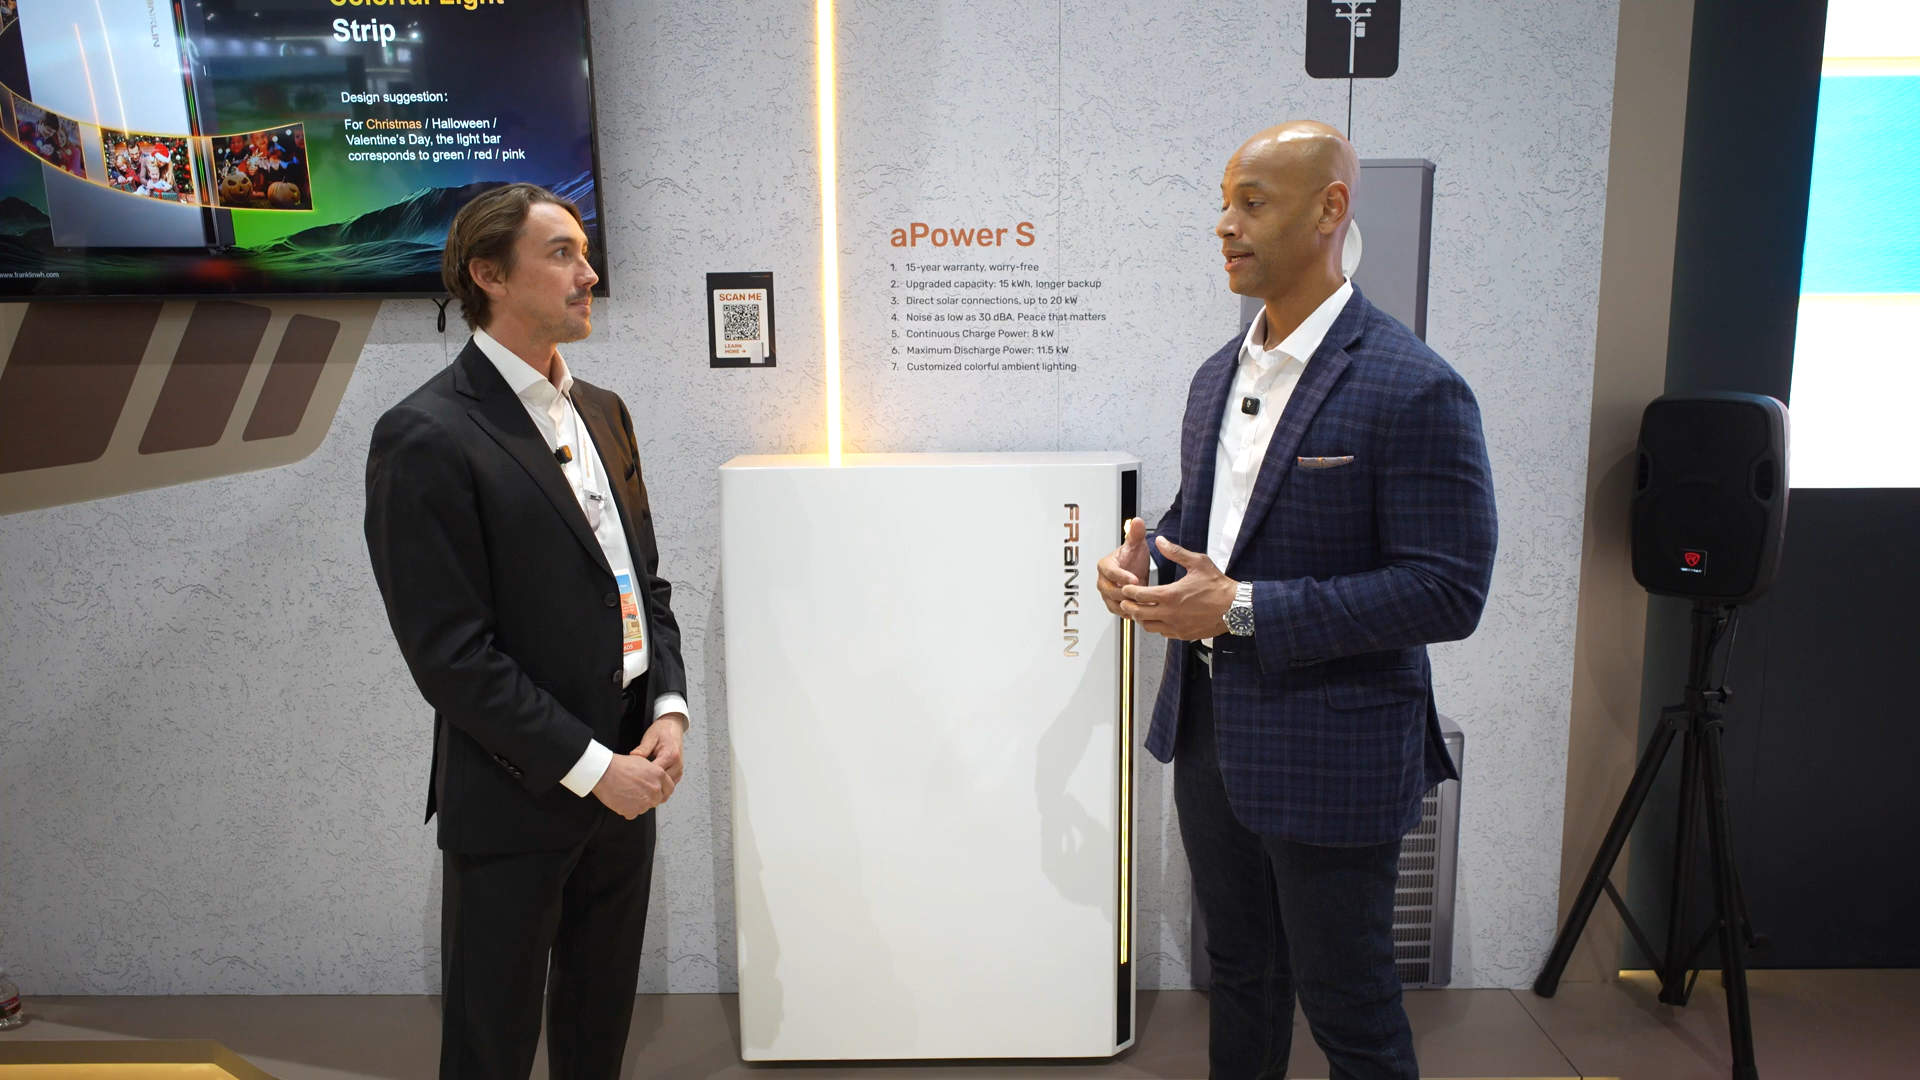 Colorful Light
Strip
Design suggestion:
For Christmas / Halloween /
Valentine's Day, the light bar
corresponds to green / red / pink
www.franklinwh.com
SCAN ME
LEARN
MORE
aPower S
1. 15-year warranty, worry-free
2. Upgraded capacity: 15 kWh, longer backup
3. Direct solar connections, up to 20 kW
4. Noise as low as 30 dBA, Peace that matters
5. Continuous Charge Power: 8 kW
6. Maximum Discharge Power: 11.5 kW
7. Customized colorful ambient lighting
FRANKLIN